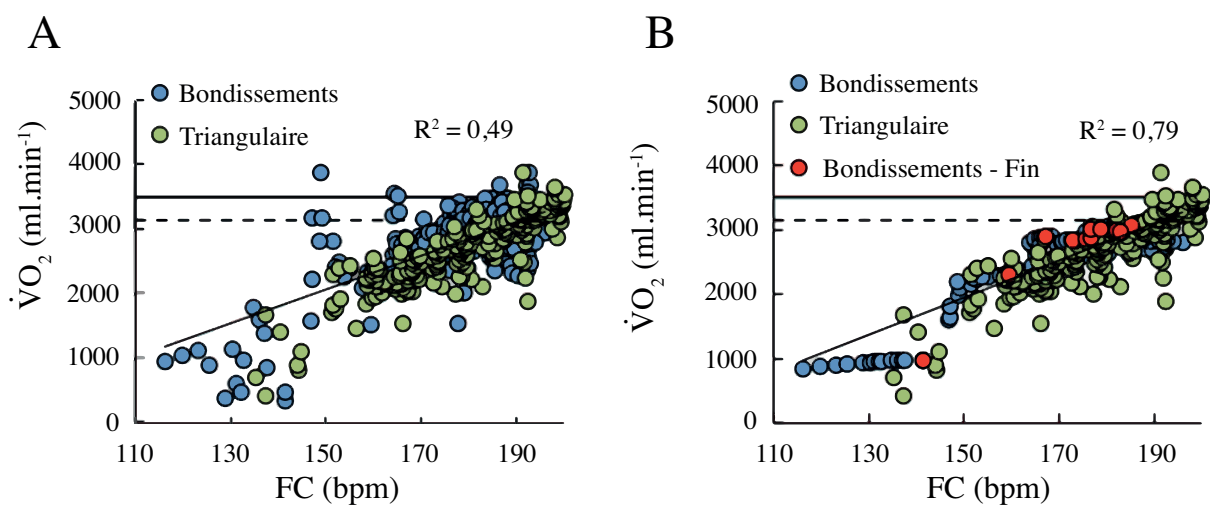 A
Bondissements
Triangulaire
R² = 0,49
5000
4000
3000
2000
1000
0
V̇O₂ (ml.min⁻¹)
110 130 150 170 190
FC (bpm)
B
Bondissements
Triangulaire
Bondissements - Fin
R² = 0,79
5000
4000
3000
2000
1000
0
V̇O₂ (ml.min⁻¹)
110 130 150 170 190
FC (bpm)